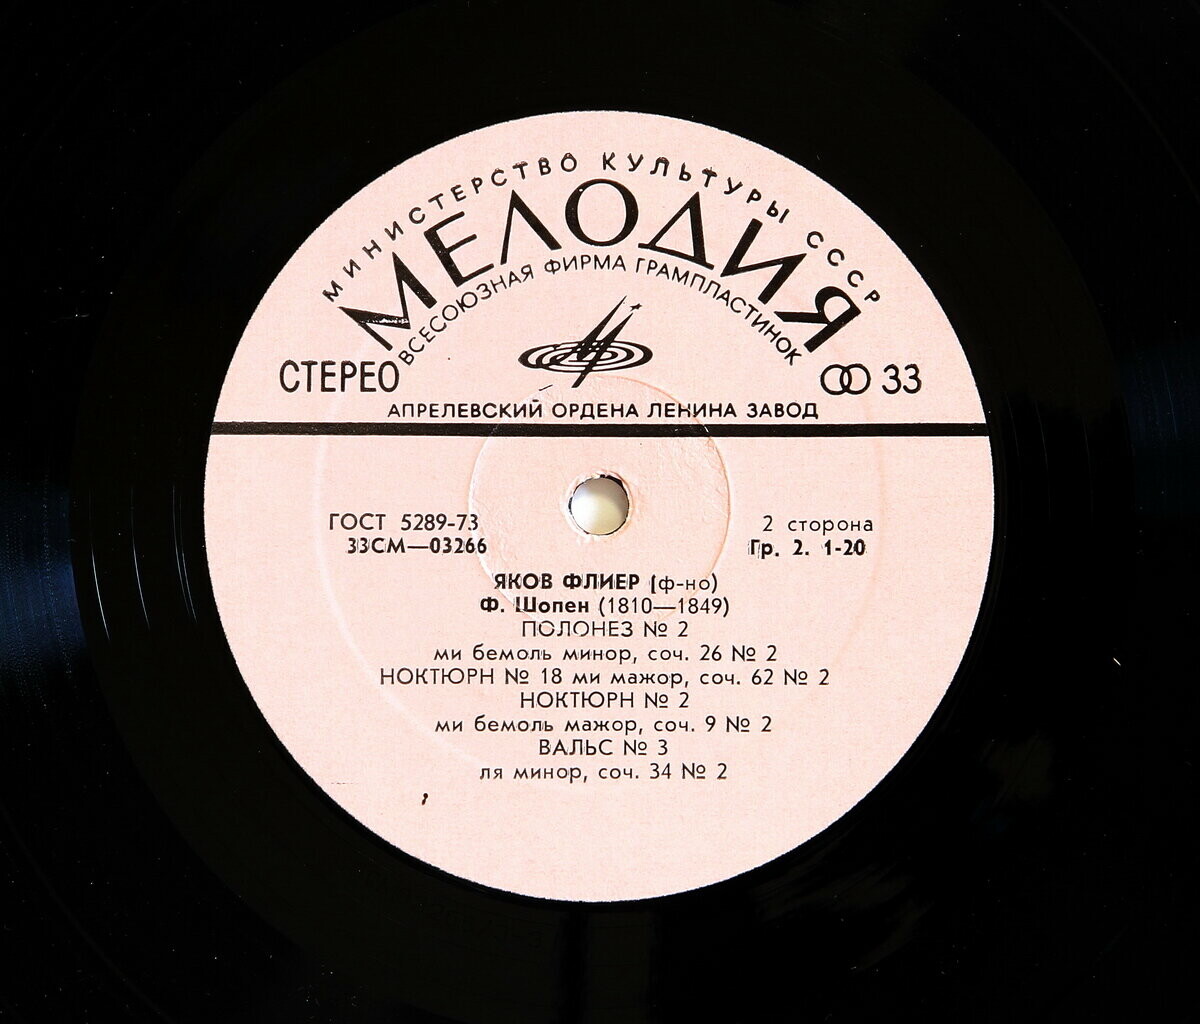 МИНИСТЕРСТВО КУЛЬТУРЫ СССР
МЕЛОДИЯ
ВСЕСОЮЗНАЯ ФИРМА ГРАМПЛАСТИНОК
СТЕРЕО 33
АПРЕЛЕВСКИЙ ОРДЕНА ЛЕНИНА ЗАВОД
ГОСТ 5289-73 2 сторона
33СМ—03266 Гр. 2. 1-20
ЯКОВ ФЛИЕР (ф-но)
Ф. Шопен (1810—1849)
ПОЛОНЕЗ № 2
ми бемоль минор, соч. 26 № 2
НОКТЮРН № 18 ми мажор, соч. 62 № 2
НОКТЮРН № 2
ми бемоль мажор, соч. 9 № 2
ВАЛЬС № 3
ля минор, соч. 34 № 2